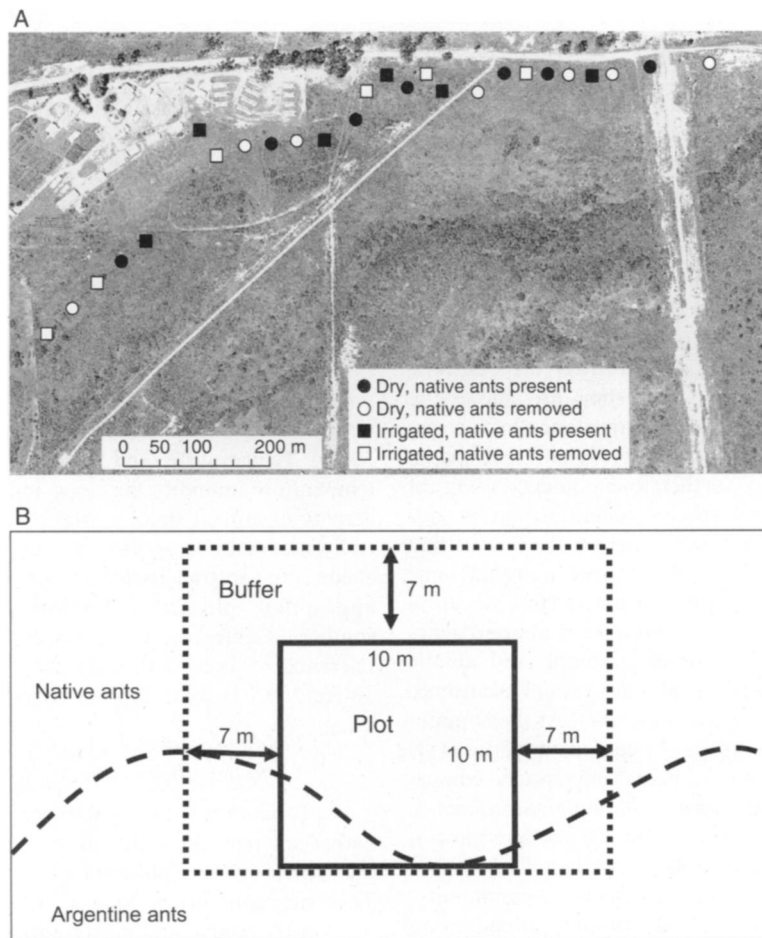 A
Dry, native ants present
Dry, native ants removed
Irrigated, native ants present
Irrigated, native ants removed
0 50 100 200 m
B
Buffer
7 m
10 m
Native ants
7 m
Plot
7 m
10 m
Argentine ants